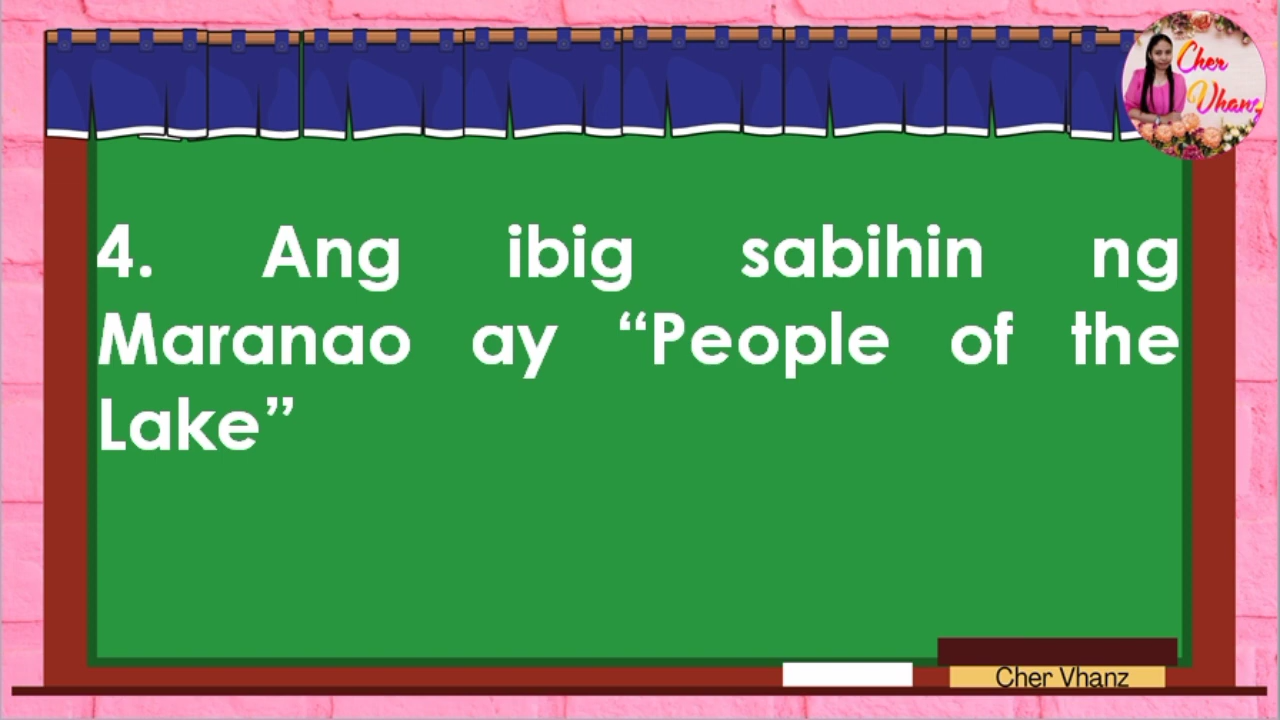 Cher
Vhanz
4. Ang ibig sabihin ng
Maranao ay “People of the
Lake”
Cher Vhanz